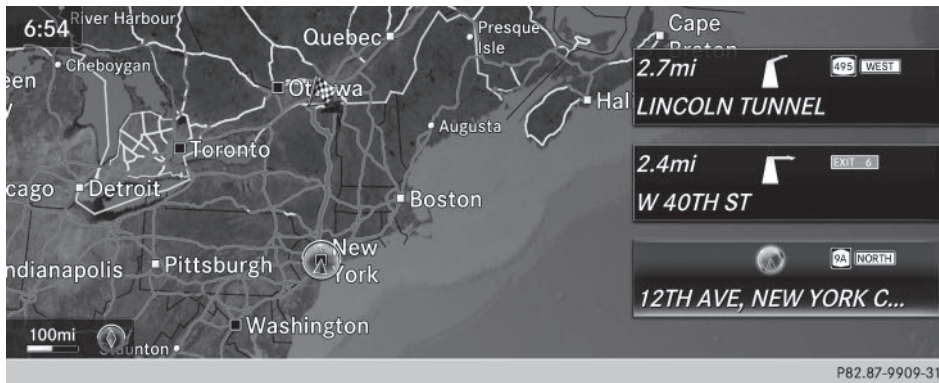 6:54
River Harbour
Quebec
Presque
Isle
Cape
Breton
Cheboygan
een
Ottawa
Hal
Augusta
Toronto
cago
Detroit
Boston
New
York
ndianapolis
Pittsburgh
Washington
100mi
Staunton
2.7mi
495 WEST
LINCOLN TUNNEL
2.4mi
EXIT 6
W 40TH ST
9A NORTH
12TH AVE, NEW YORK C...
P82.87-9909-31